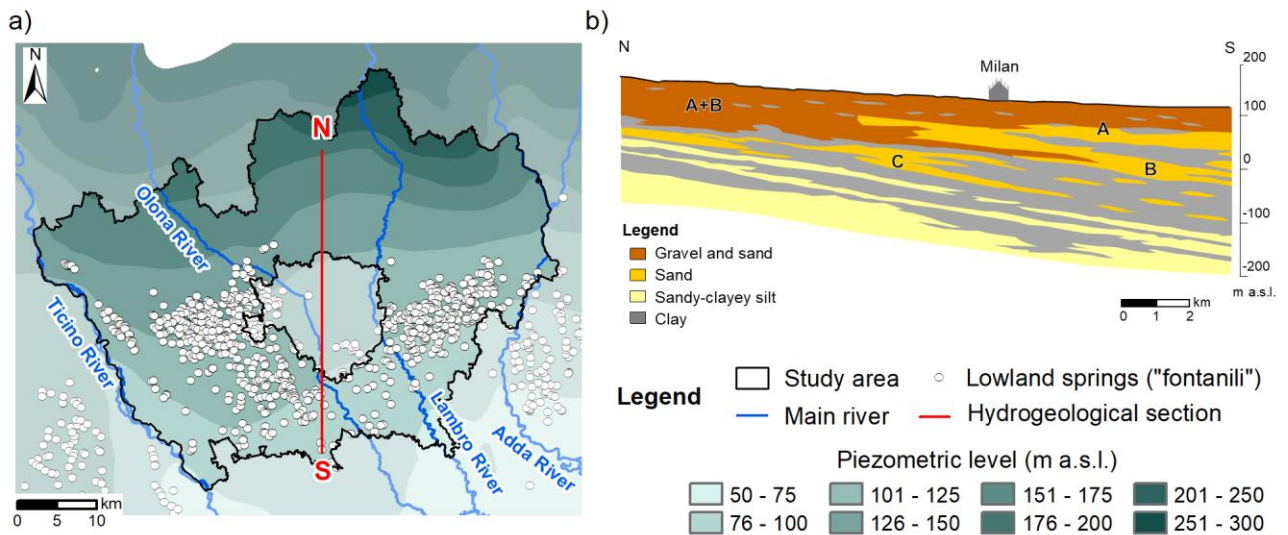 a)
N
N
Olona River
Ticino River
Lambro River
Adda River
S
km
0 5 10
b)
N
S
Milan
200
100
0
-100
-200
m a.s.l.
A+B
A
B
C
Legend
Gravel and sand
Sand
Sandy-clayey silt
Clay
km
0 1 2
Legend
Study area
Lowland springs ("fontanili")
Main river
Hydrogeological section
Piezometric level (m a.s.l.)
50 - 75
101 - 125
151 - 175
201 - 250
76 - 100
126 - 150
176 - 200
251 - 300